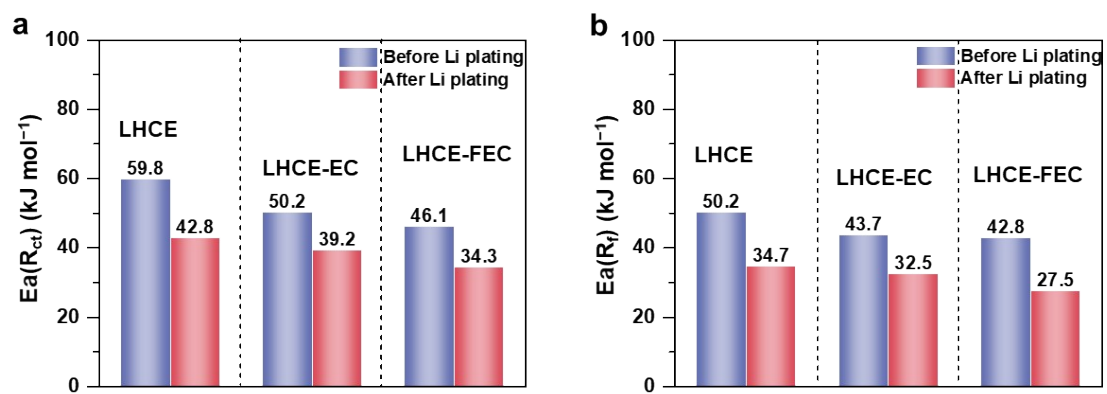 a
Ea(Rct) (kJ mol⁻¹)
100
80
60
40
20
0
Before Li plating
After Li plating
LHCE
59.8
42.8
LHCE-EC
50.2
39.2
LHCE-FEC
46.1
34.3
b
Ea(Rf) (kJ mol⁻¹)
100
80
60
40
20
0
Before Li plating
After Li plating
LHCE
50.2
34.7
LHCE-EC
43.7
32.5
LHCE-FEC
42.8
27.5